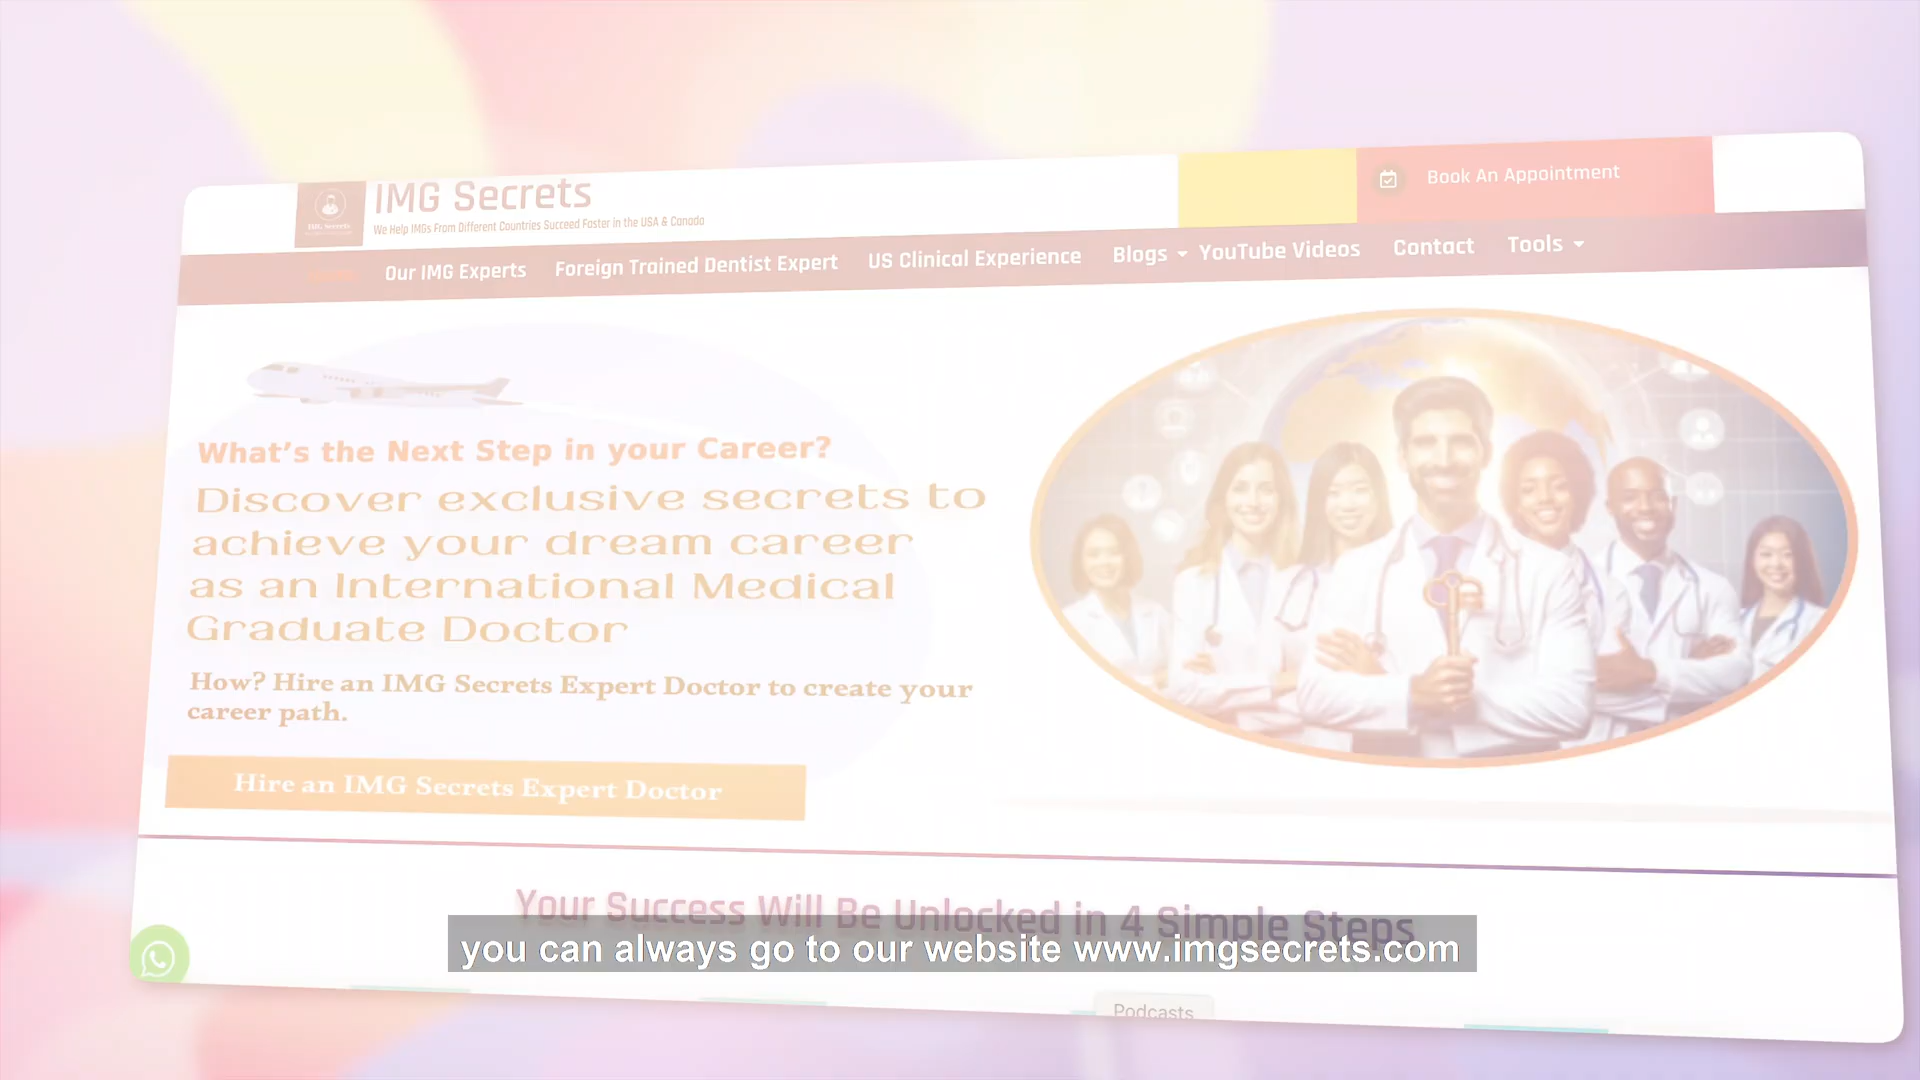 IMG Secrets
We Help IMGs From Different Countries Succeed Faster in the USA & Canada
Book An Appointment
Our IMG Experts
Foreign Trained Dentist Expert
US Clinical Experience
Blogs
YouTube Videos
Contact
Tools
What's the Next Step in your Career?
Discover exclusive secrets to
achieve your dream career
as an International Medical
Graduate Doctor
How? Hire an IMG Secrets Expert Doctor to create your
career path.
Hire an IMG Secrets Expert Doctor
Your Success Will Be Unlocked in 4 Simple Steps
you can always go to our website www.imgsecrets.com
Podcasts